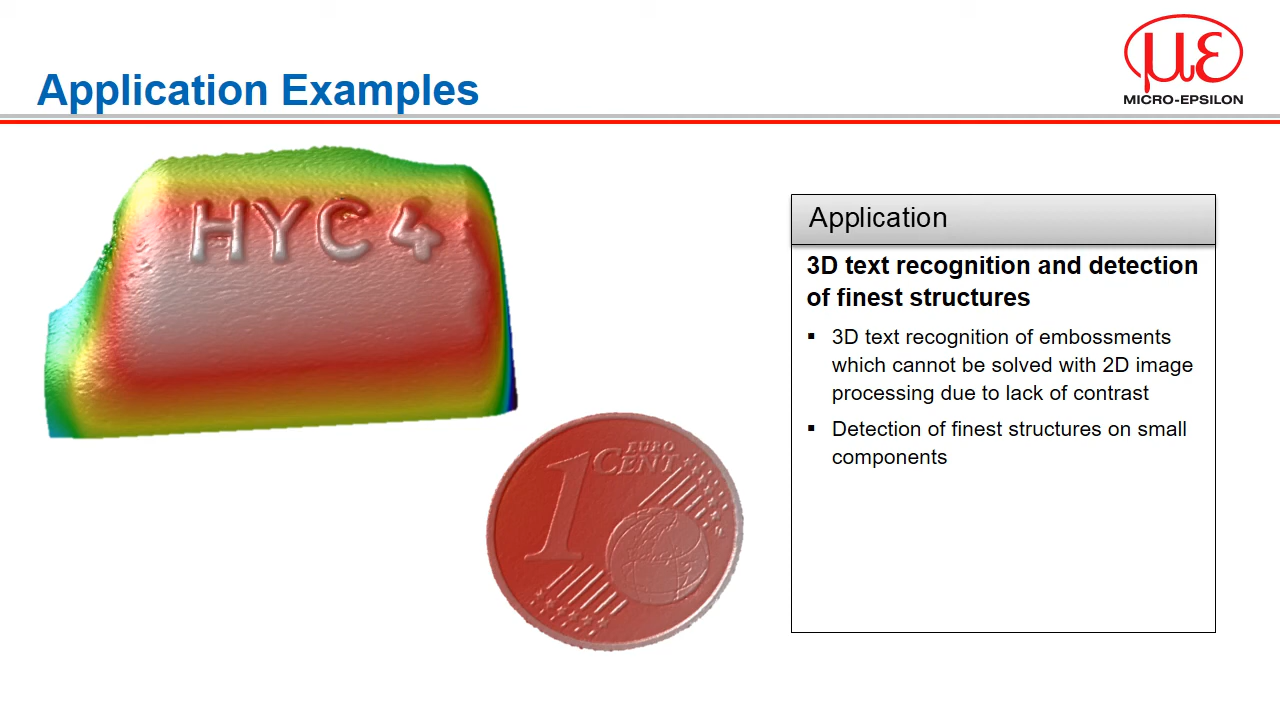 Application Examples
με
MICRO-EPSILON
HYC4
1 EURO
CENT
Application
3D text recognition and detection
of finest structures
▪ 3D text recognition of embossments
which cannot be solved with 2D image
processing due to lack of contrast
▪ Detection of finest structures on small
components